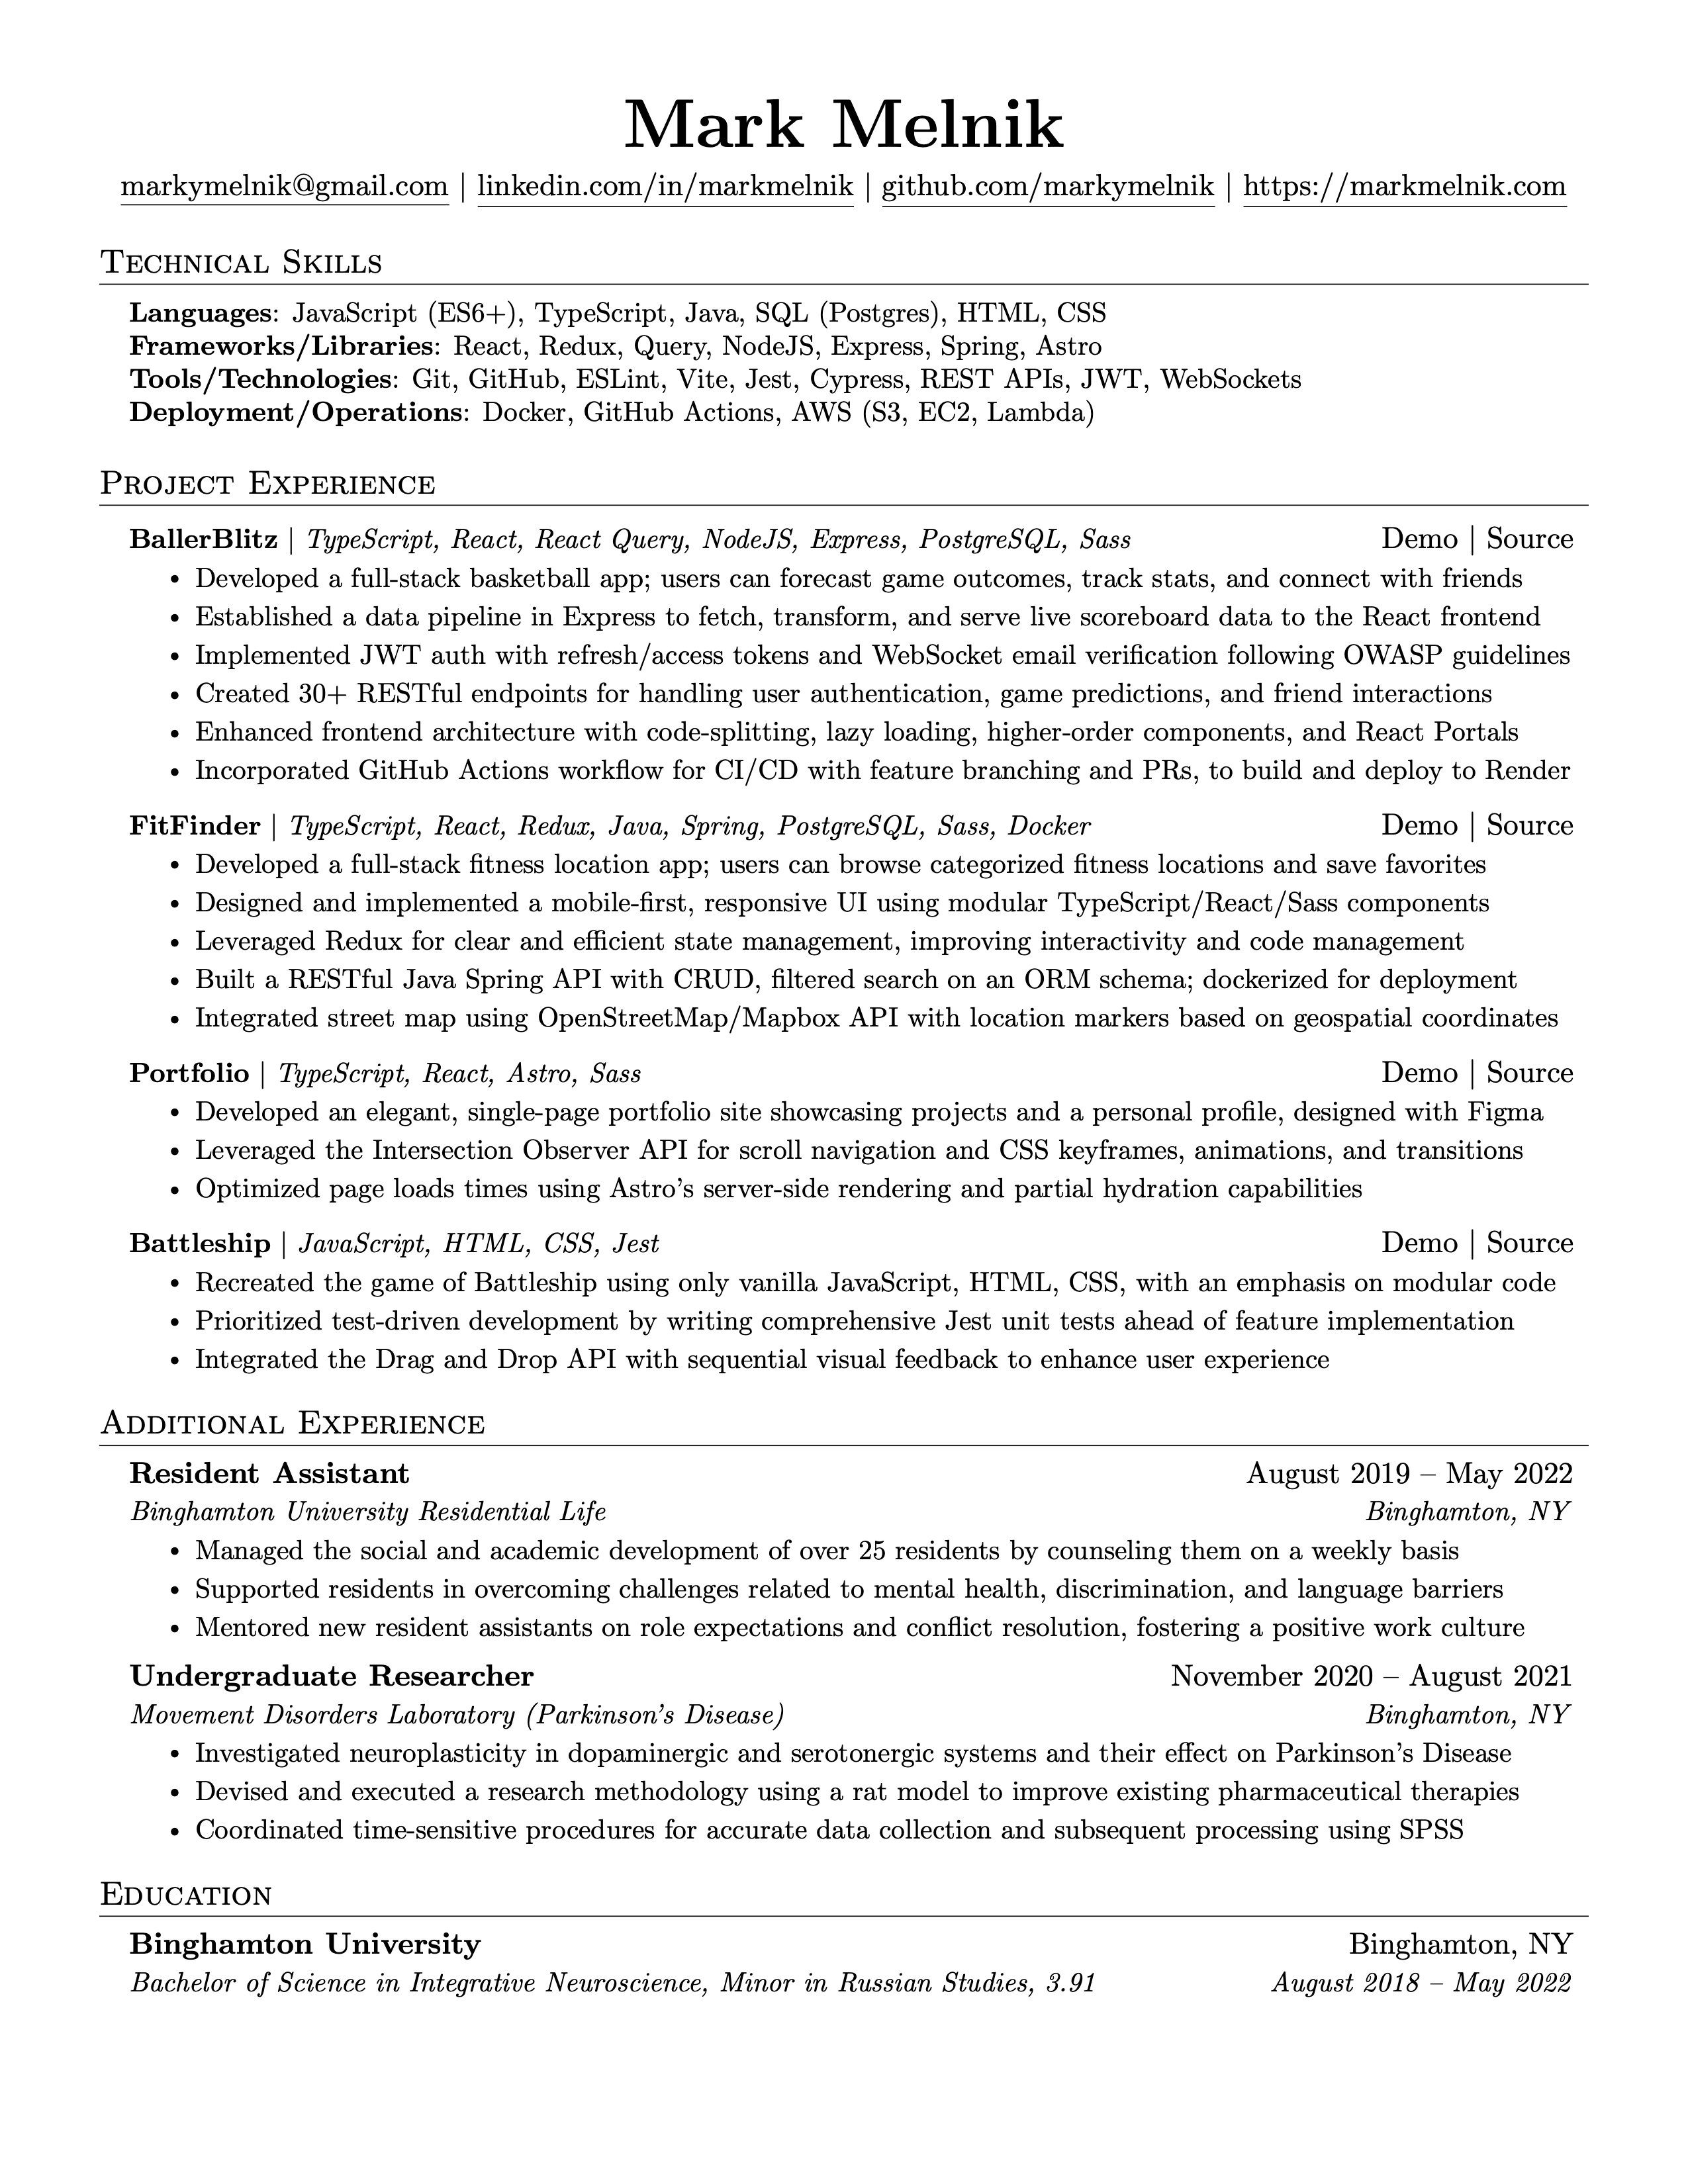 Mark Melnik
markymelnik@gmail.com | linkedin.com/in/markmelnik | github.com/markymelnik | https://markmelnik.com
Technical Skills
Languages: JavaScript (ES6+), TypeScript, Java, SQL (Postgres), HTML, CSS
Frameworks/Libraries: React, Redux, Query, NodeJS, Express, Spring, Astro
Tools/Technologies: Git, GitHub, ESLint, Vite, Jest, Cypress, REST APIs, JWT, WebSockets
Deployment/Operations: Docker, GitHub Actions, AWS (S3, EC2, Lambda)
Project Experience
BallerBlitz | TypeScript, React, React Query, NodeJS, Express, PostgreSQL, Sass Demo | Source
• Developed a full-stack basketball app; users can forecast game outcomes, track stats, and connect with friends
• Established a data pipeline in Express to fetch, transform, and serve live scoreboard data to the React frontend
• Implemented JWT auth with refresh/access tokens and WebSocket email verification following OWASP guidelines
• Created 30+ RESTful endpoints for handling user authentication, game predictions, and friend interactions
• Enhanced frontend architecture with code-splitting, lazy loading, higher-order components, and React Portals
• Incorporated GitHub Actions workflow for CI/CD with feature branching and PRs, to build and deploy to Render
FitFinder | TypeScript, React, Redux, Java, Spring, PostgreSQL, Sass, Docker Demo | Source
• Developed a full-stack fitness location app; users can browse categorized fitness locations and save favorites
• Designed and implemented a mobile-first, responsive UI using modular TypeScript/React/Sass components
• Leveraged Redux for clear and efficient state management, improving interactivity and code management
• Built a RESTful Java Spring API with CRUD, filtered search on an ORM schema; dockerized for deployment
• Integrated street map using OpenStreetMap/Mapbox API with location markers based on geospatial coordinates
Portfolio | TypeScript, React, Astro, Sass Demo | Source
• Developed an elegant, single-page portfolio site showcasing projects and a personal profile, designed with Figma
• Leveraged the Intersection Observer API for scroll navigation and CSS keyframes, animations, and transitions
• Optimized page loads times using Astro's server-side rendering and partial hydration capabilities
Battleship | JavaScript, HTML, CSS, Jest Demo | Source
• Recreated the game of Battleship using only vanilla JavaScript, HTML, CSS, with an emphasis on modular code
• Prioritized test-driven development by writing comprehensive Jest unit tests ahead of feature implementation
• Integrated the Drag and Drop API with sequential visual feedback to enhance user experience
Additional Experience
Resident Assistant August 2019 – May 2022
Binghamton University Residential Life Binghamton, NY
• Managed the social and academic development of over 25 residents by counseling them on a weekly basis
• Supported residents in overcoming challenges related to mental health, discrimination, and language barriers
• Mentored new resident assistants on role expectations and conflict resolution, fostering a positive work culture
Undergraduate Researcher November 2020 – August 2021
Movement Disorders Laboratory (Parkinson's Disease) Binghamton, NY
• Investigated neuroplasticity in dopaminergic and serotonergic systems and their effect on Parkinson's Disease
• Devised and executed a research methodology using a rat model to improve existing pharmaceutical therapies
• Coordinated time-sensitive procedures for accurate data collection and subsequent processing using SPSS
Education
Binghamton University Binghamton, NY
Bachelor of Science in Integrative Neuroscience, Minor in Russian Studies, 3.91 August 2018 – May 2022